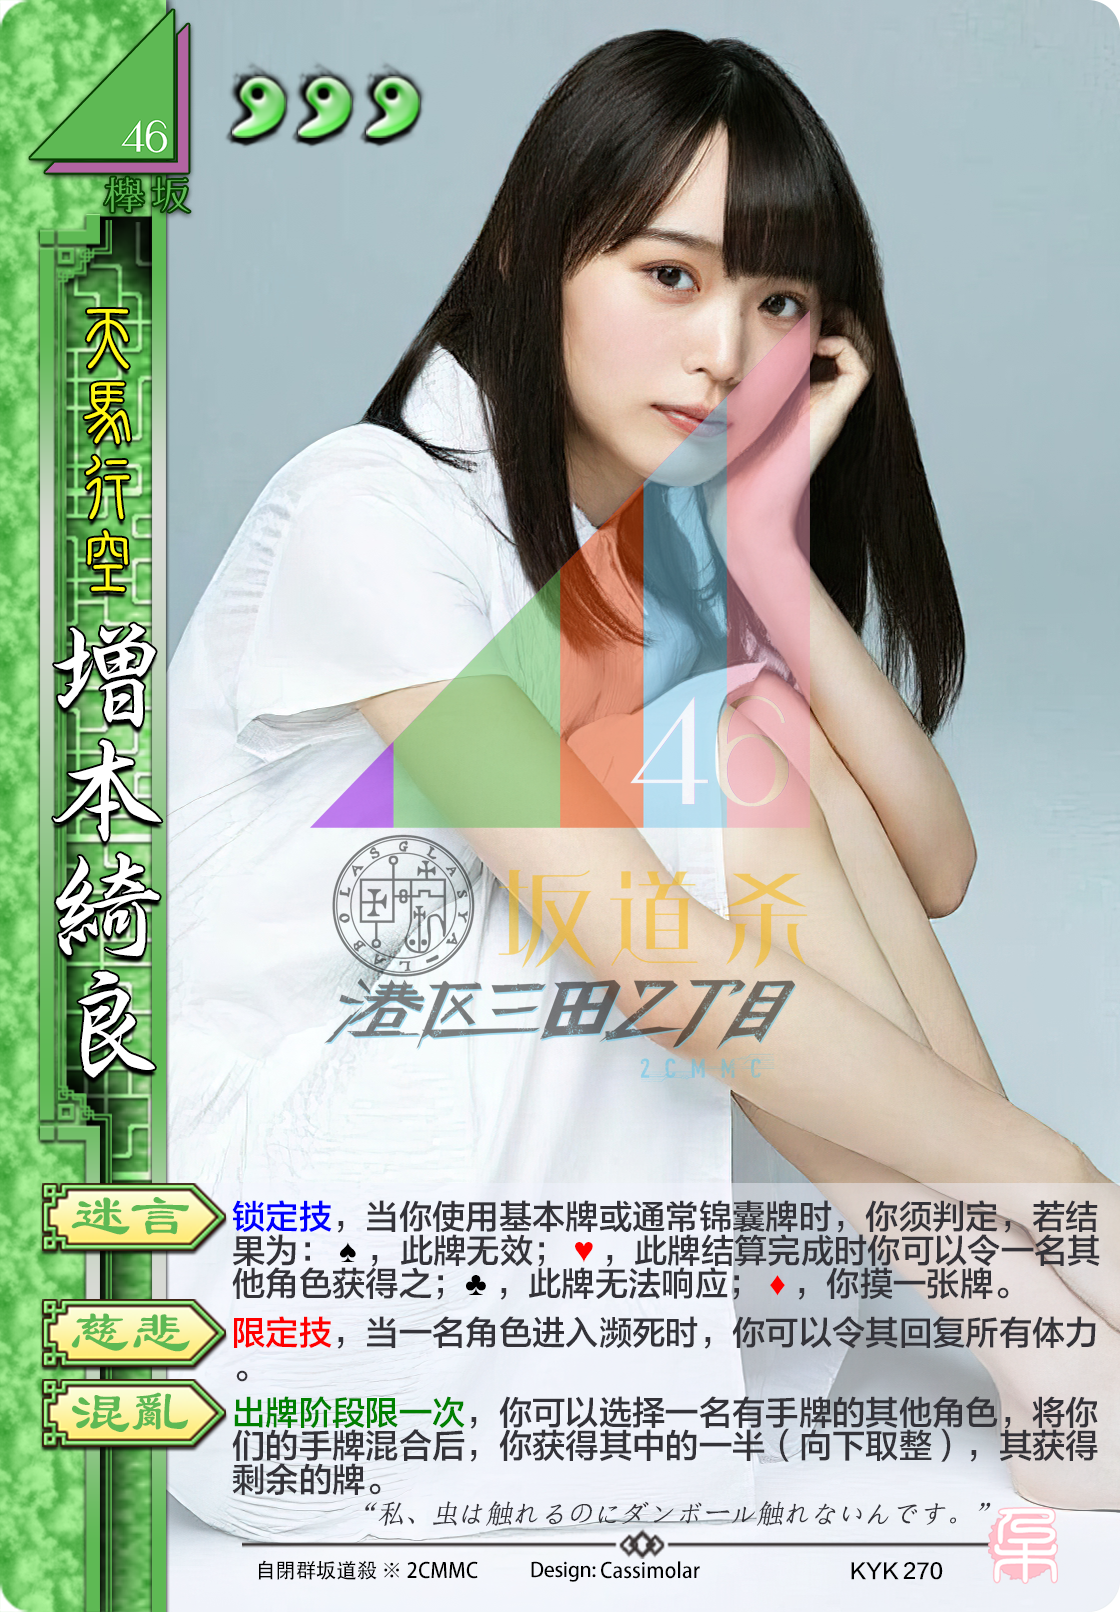 46
欅坂
天馬行空
増本綺良
46
GLASYALABOLAS
坂道杀
港区三田2丁目
2CMMC
迷言
锁定技，当你使用基本牌或通常锦囊牌时，你须判定，若结
果为：♠，此牌无效；♥，此牌结算完成时你可以令一名其
他角色获得之；♣，此牌无法响应；♦，你摸一张牌。
慈悲
限定技，当一名角色进入濒死时，你可以令其回复所有体力
。
混亂
出牌阶段限一次，你可以选择一名有手牌的其他角色，将你
们的手牌混合后，你获得其中的一半（向下取整），其获得
剩余的牌。
“私、虫は触れるのにダンボール触れないんです。”
自閉群坂道殺 ※ 2CMMC
Design: Cassimolar
KYK 270